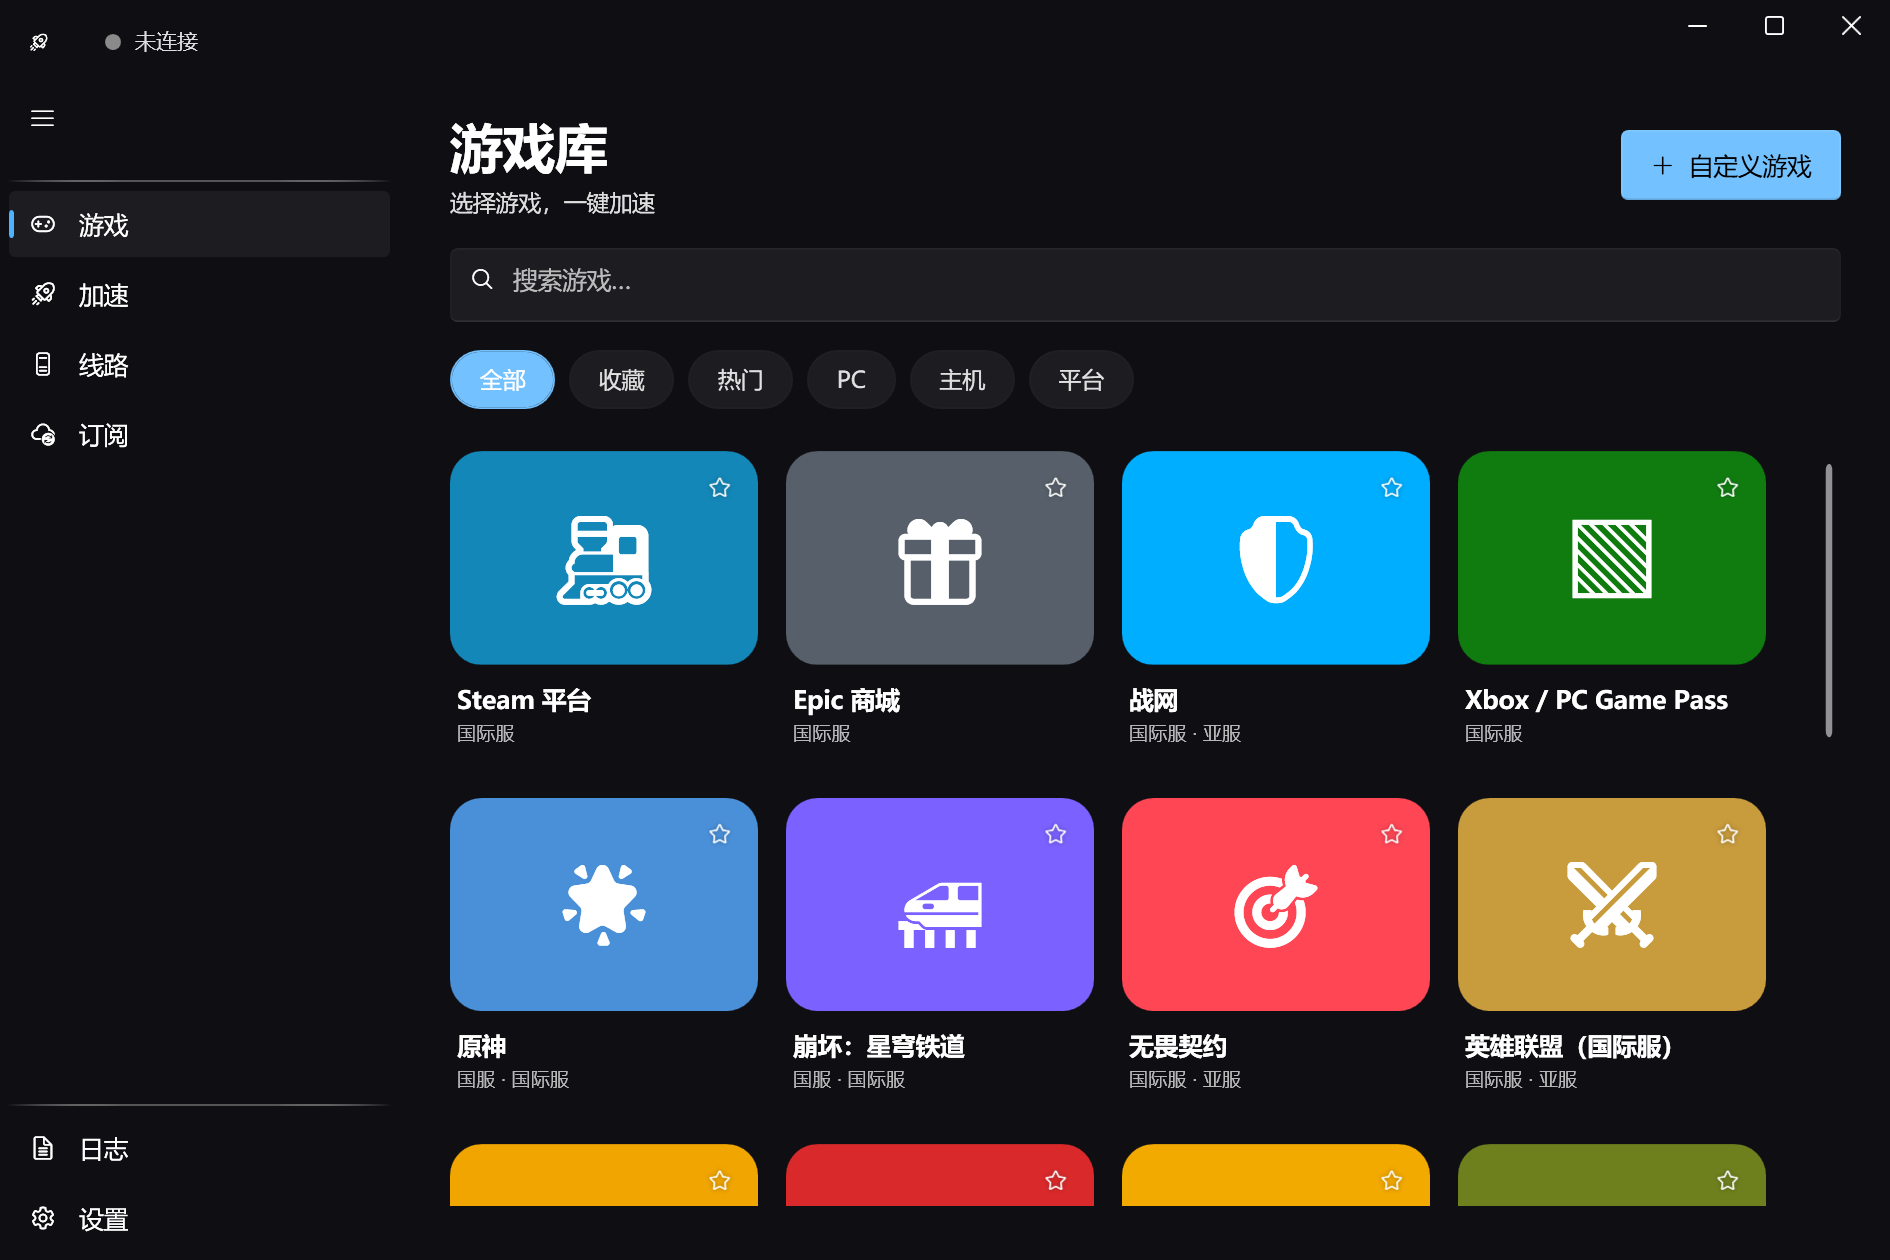 未连接
游戏
加速
线路
订阅
日志
设置
游戏库
选择游戏，一键加速
自定义游戏
搜索游戏...
全部
收藏
热门
PC
主机
平台
Steam 平台
国际服
Epic 商城
国际服
战网
国际服 · 亚服
Xbox / PC Game Pass
国际服
原神
国服 · 国际服
崩坏：星穹铁道
国服 · 国际服
无畏契约
国际服 · 亚服
英雄联盟（国际服）
国际服 · 亚服